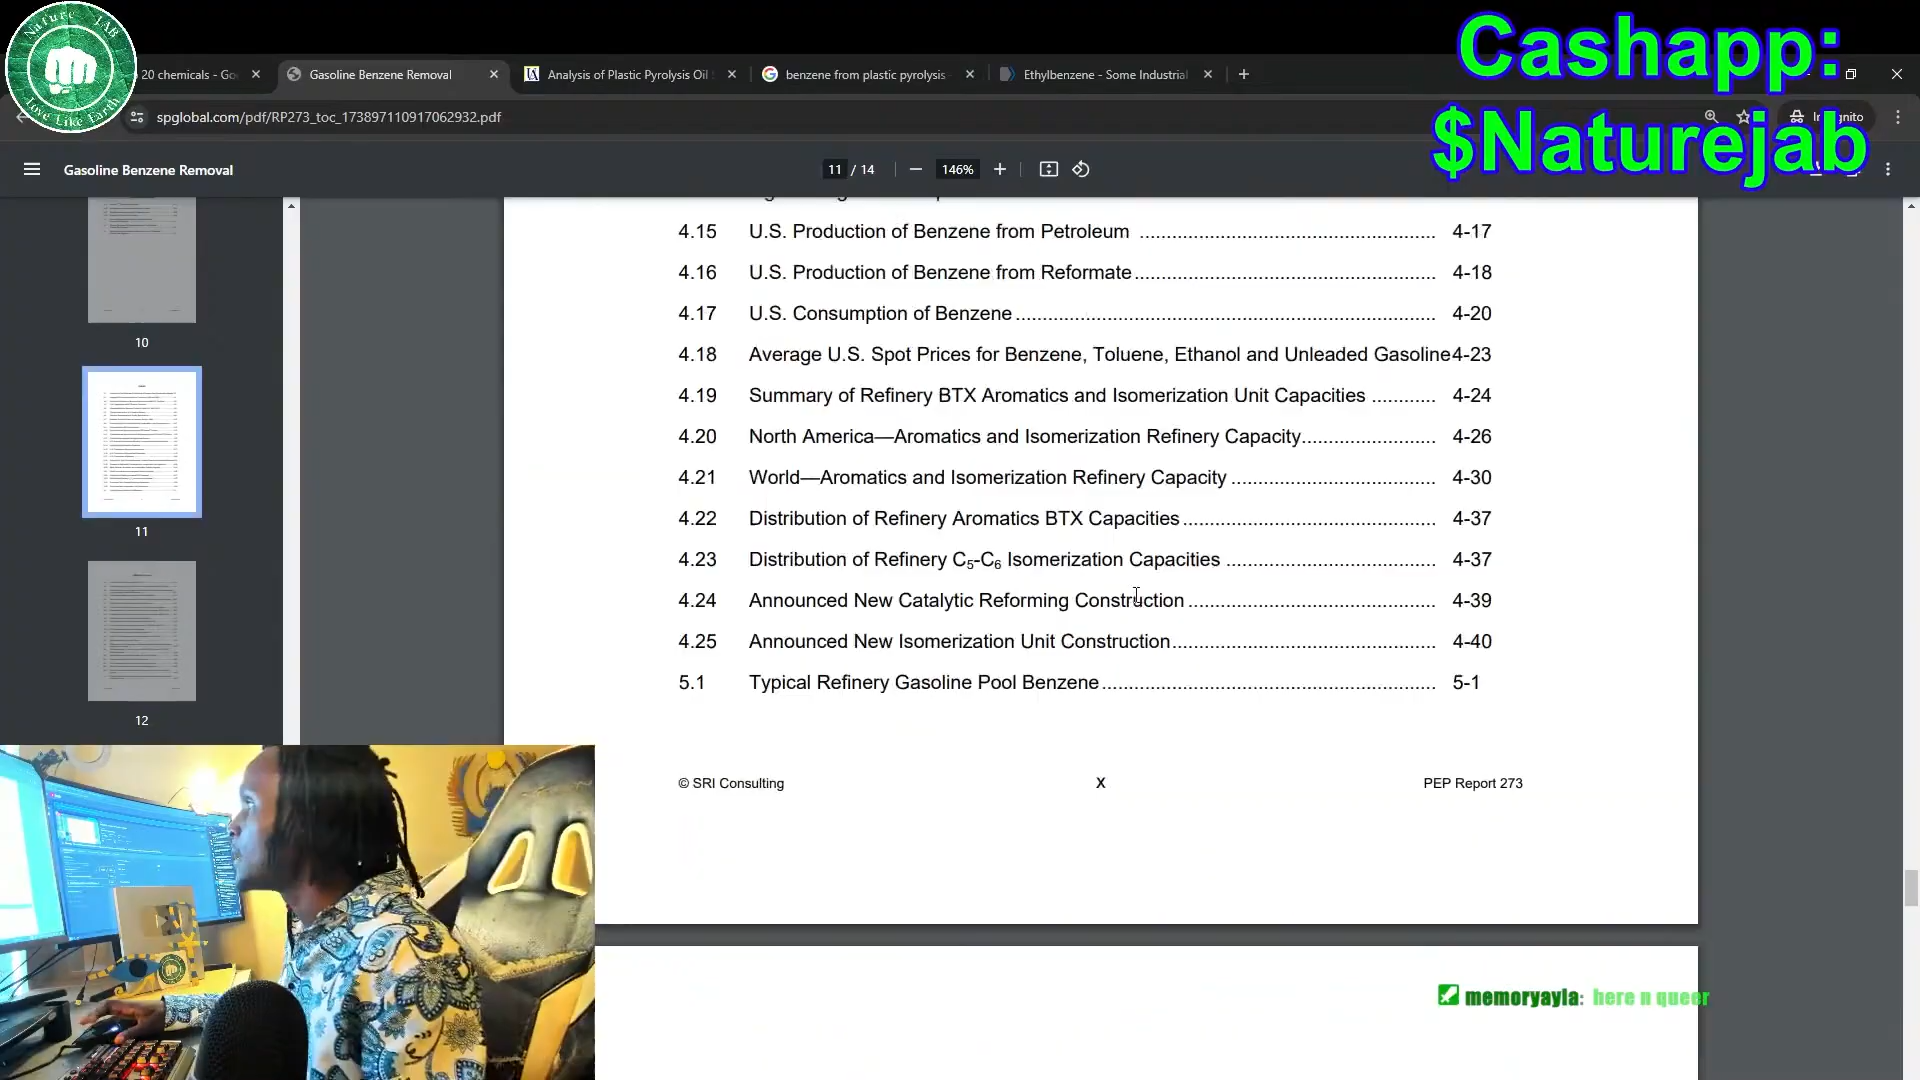 Nature JAB
Love Like Earth
20 chemicals - Go
Gasoline Benzene Removal
Analysis of Plastic Pyrolysis Oil
benzene from plastic pyrolysis
Ethylbenzene - Some Industrial
Cashapp:
$Naturejab
spglobal.com/pdf/RP273_toc_173897110917062932.pdf
Incognito
Gasoline Benzene Removal
11 / 14
146%
4.15 U.S. Production of Benzene from Petroleum 4-17
4.16 U.S. Production of Benzene from Reformate 4-18
4.17 U.S. Consumption of Benzene 4-20
4.18 Average U.S. Spot Prices for Benzene, Toluene, Ethanol and Unleaded Gasoline 4-23
4.19 Summary of Refinery BTX Aromatics and Isomerization Unit Capacities 4-24
4.20 North America—Aromatics and Isomerization Refinery Capacity 4-26
4.21 World—Aromatics and Isomerization Refinery Capacity 4-30
4.22 Distribution of Refinery Aromatics BTX Capacities 4-37
4.23 Distribution of Refinery C5-C6 Isomerization Capacities 4-37
4.24 Announced New Catalytic Reforming Construction 4-39
4.25 Announced New Isomerization Unit Construction 4-40
5.1 Typical Refinery Gasoline Pool Benzene 5-1
© SRI Consulting X PEP Report 273
10
11
12
memoryayla: here n queer